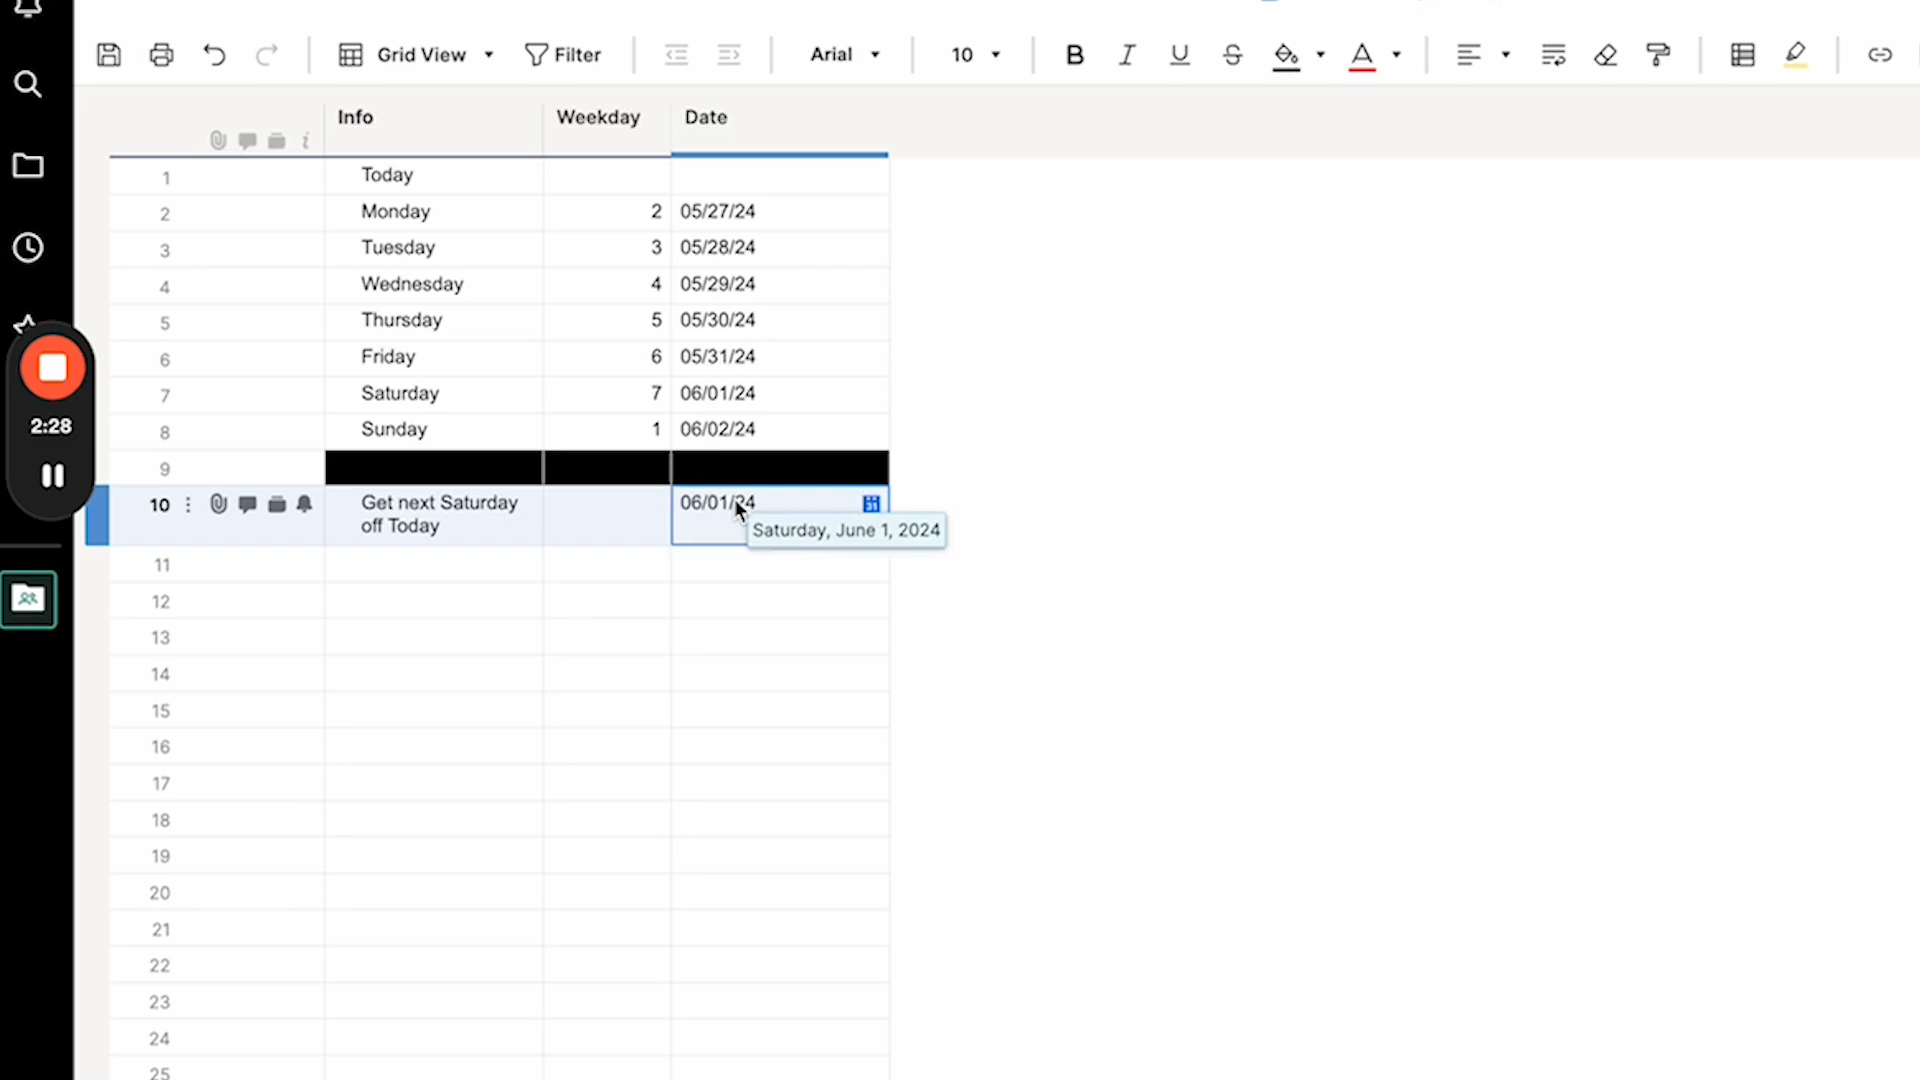 Grid View Filter Arial 10 B I U S A
Info Weekday Date
i
1 Today
2 Monday 2 05/27/24
3 Tuesday 3 05/28/24
4 Wednesday 4 05/29/24
5 Thursday 5 05/30/24
6 Friday 6 05/31/24
7 Saturday 7 06/01/24
8 Sunday 1 06/02/24
9
10 Get next Saturday 06/01/24 31
off Today
Saturday, June 1, 2024
2:28
11
12
13
14
15
16
17
18
19
20
21
22
23
24
25